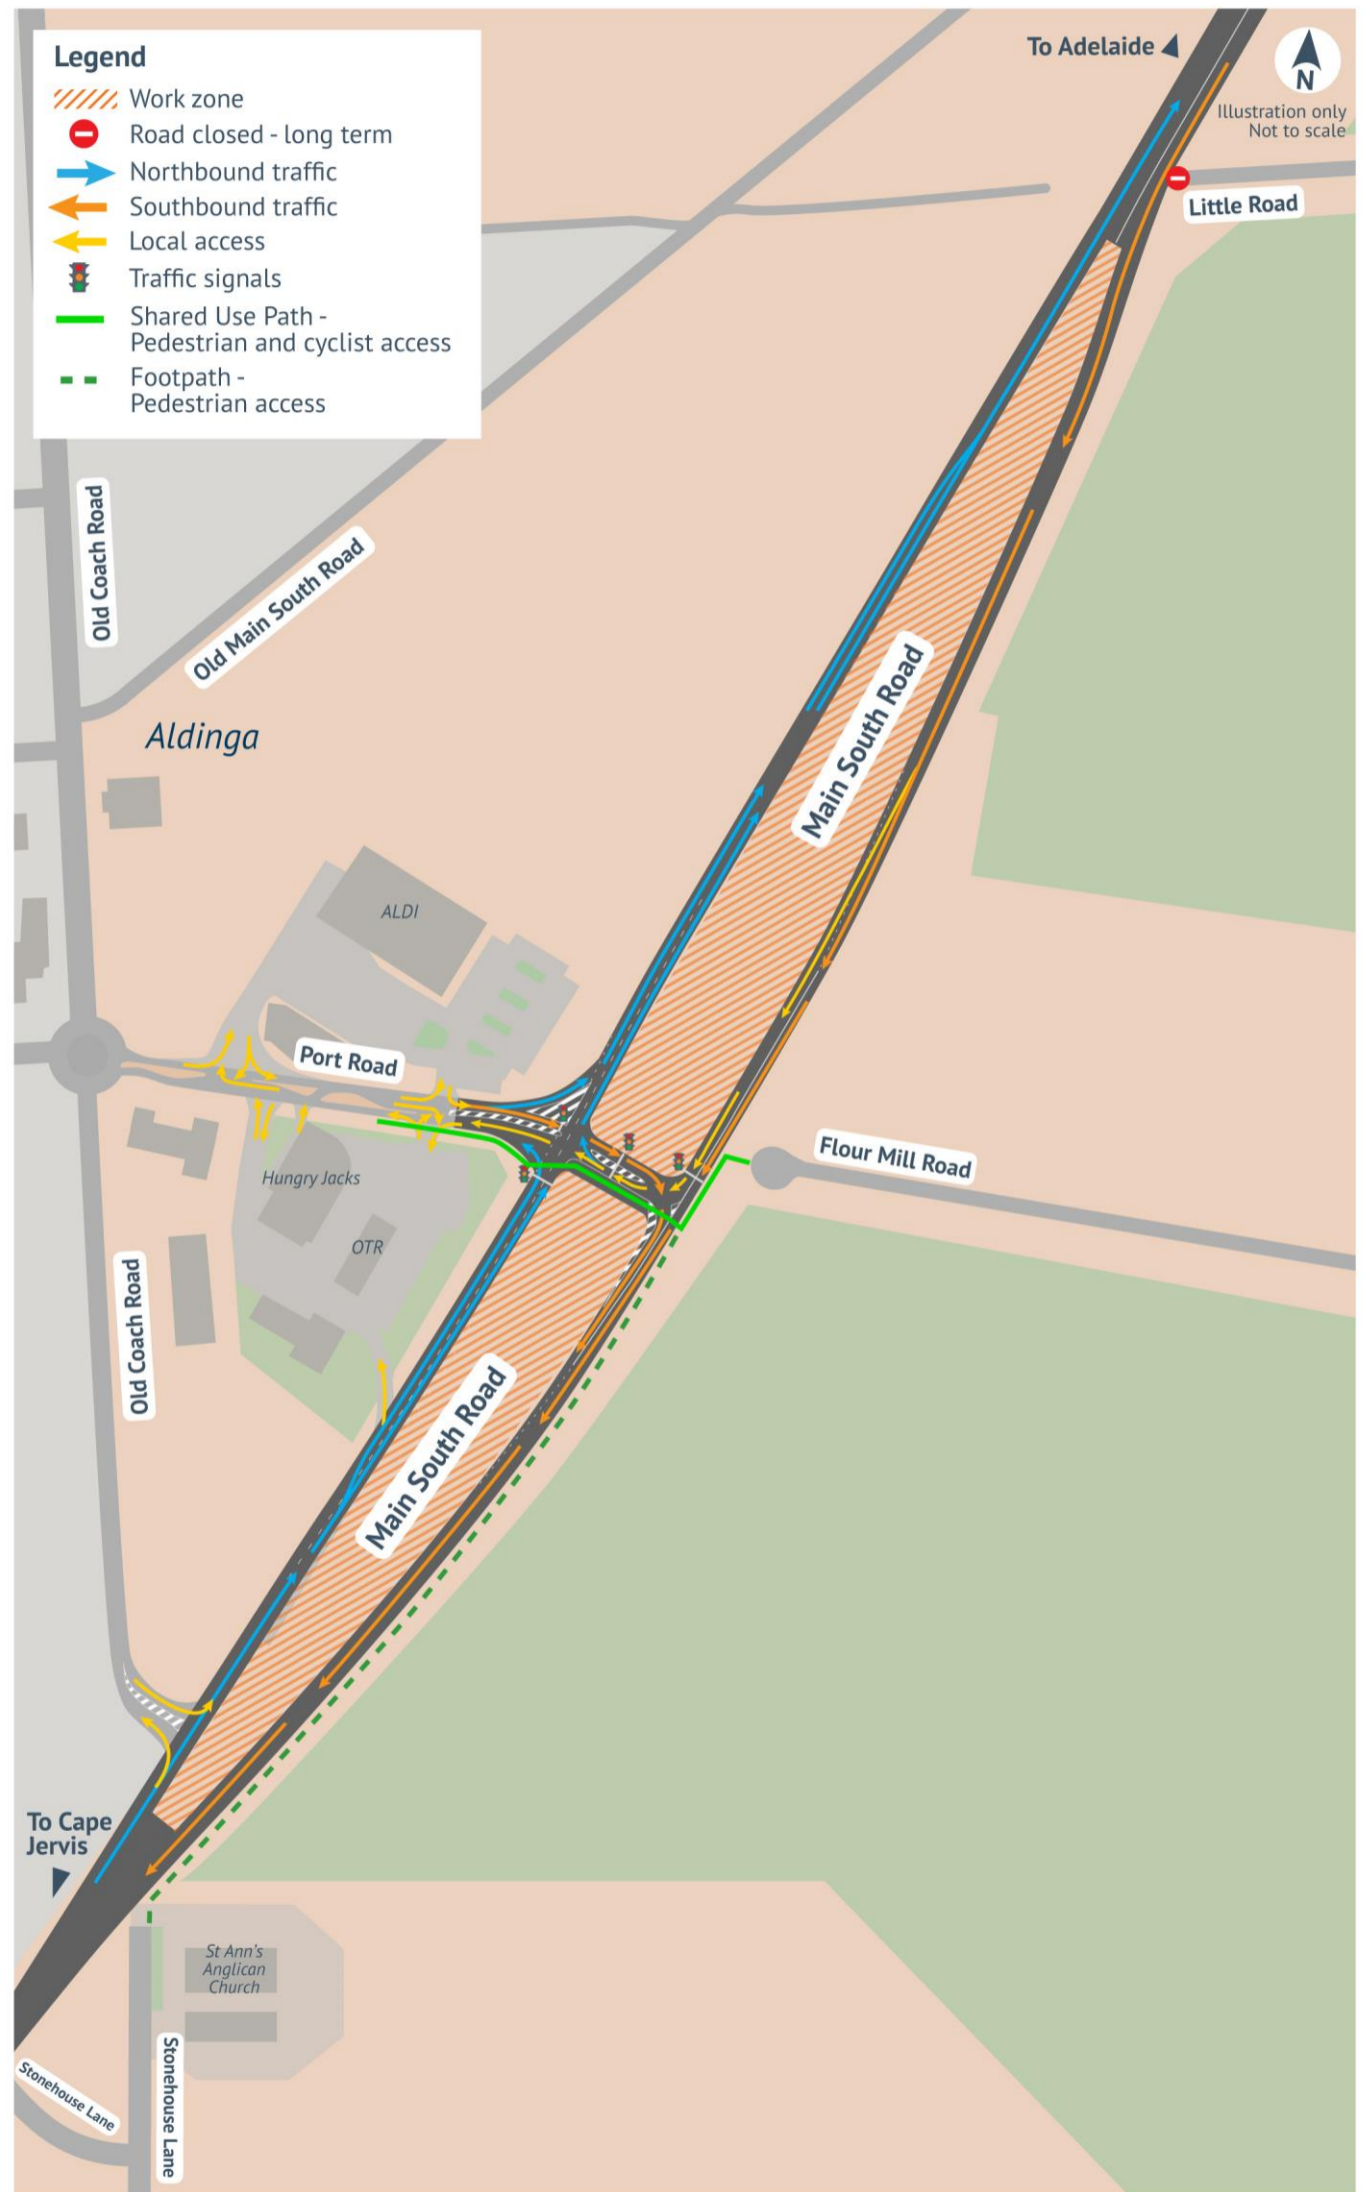 Legend
Work zone
Road closed - long term
Northbound traffic
Southbound traffic
Local access
Traffic signals
Shared Use Path -
Pedestrian and cyclist access
Footpath -
Pedestrian access
To Adelaide
N
Illustration only
Not to scale
Little Road
Old Coach Road
Old Main South Road
Aldinga
Main South Road
ALDI
Port Road
Flour Mill Road
Hungry Jacks
OTR
Old Coach Road
Main South Road
To Cape
Jervis
St Ann's
Anglican
Church
Stonehouse Lane
Stonehouse Lane